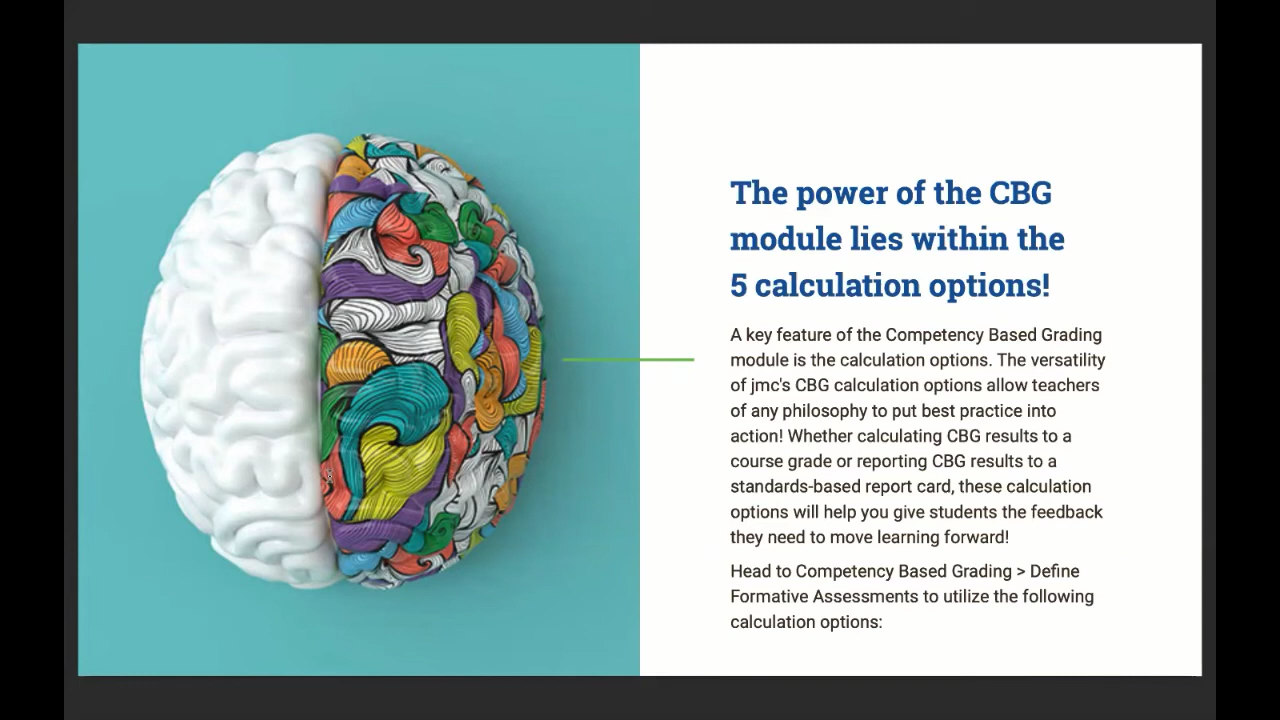 The power of the CBG
module lies within the
5 calculation options!
A key feature of the Competency Based Grading
module is the calculation options. The versatility
of jmc's CBG calculation options allow teachers
of any philosophy to put best practice into
action! Whether calculating CBG results to a
course grade or reporting CBG results to a
standards-based report card, these calculation
options will help you give students the feedback
they need to move learning forward!
Head to Competency Based Grading > Define
Formative Assessments to utilize the following
calculation options: